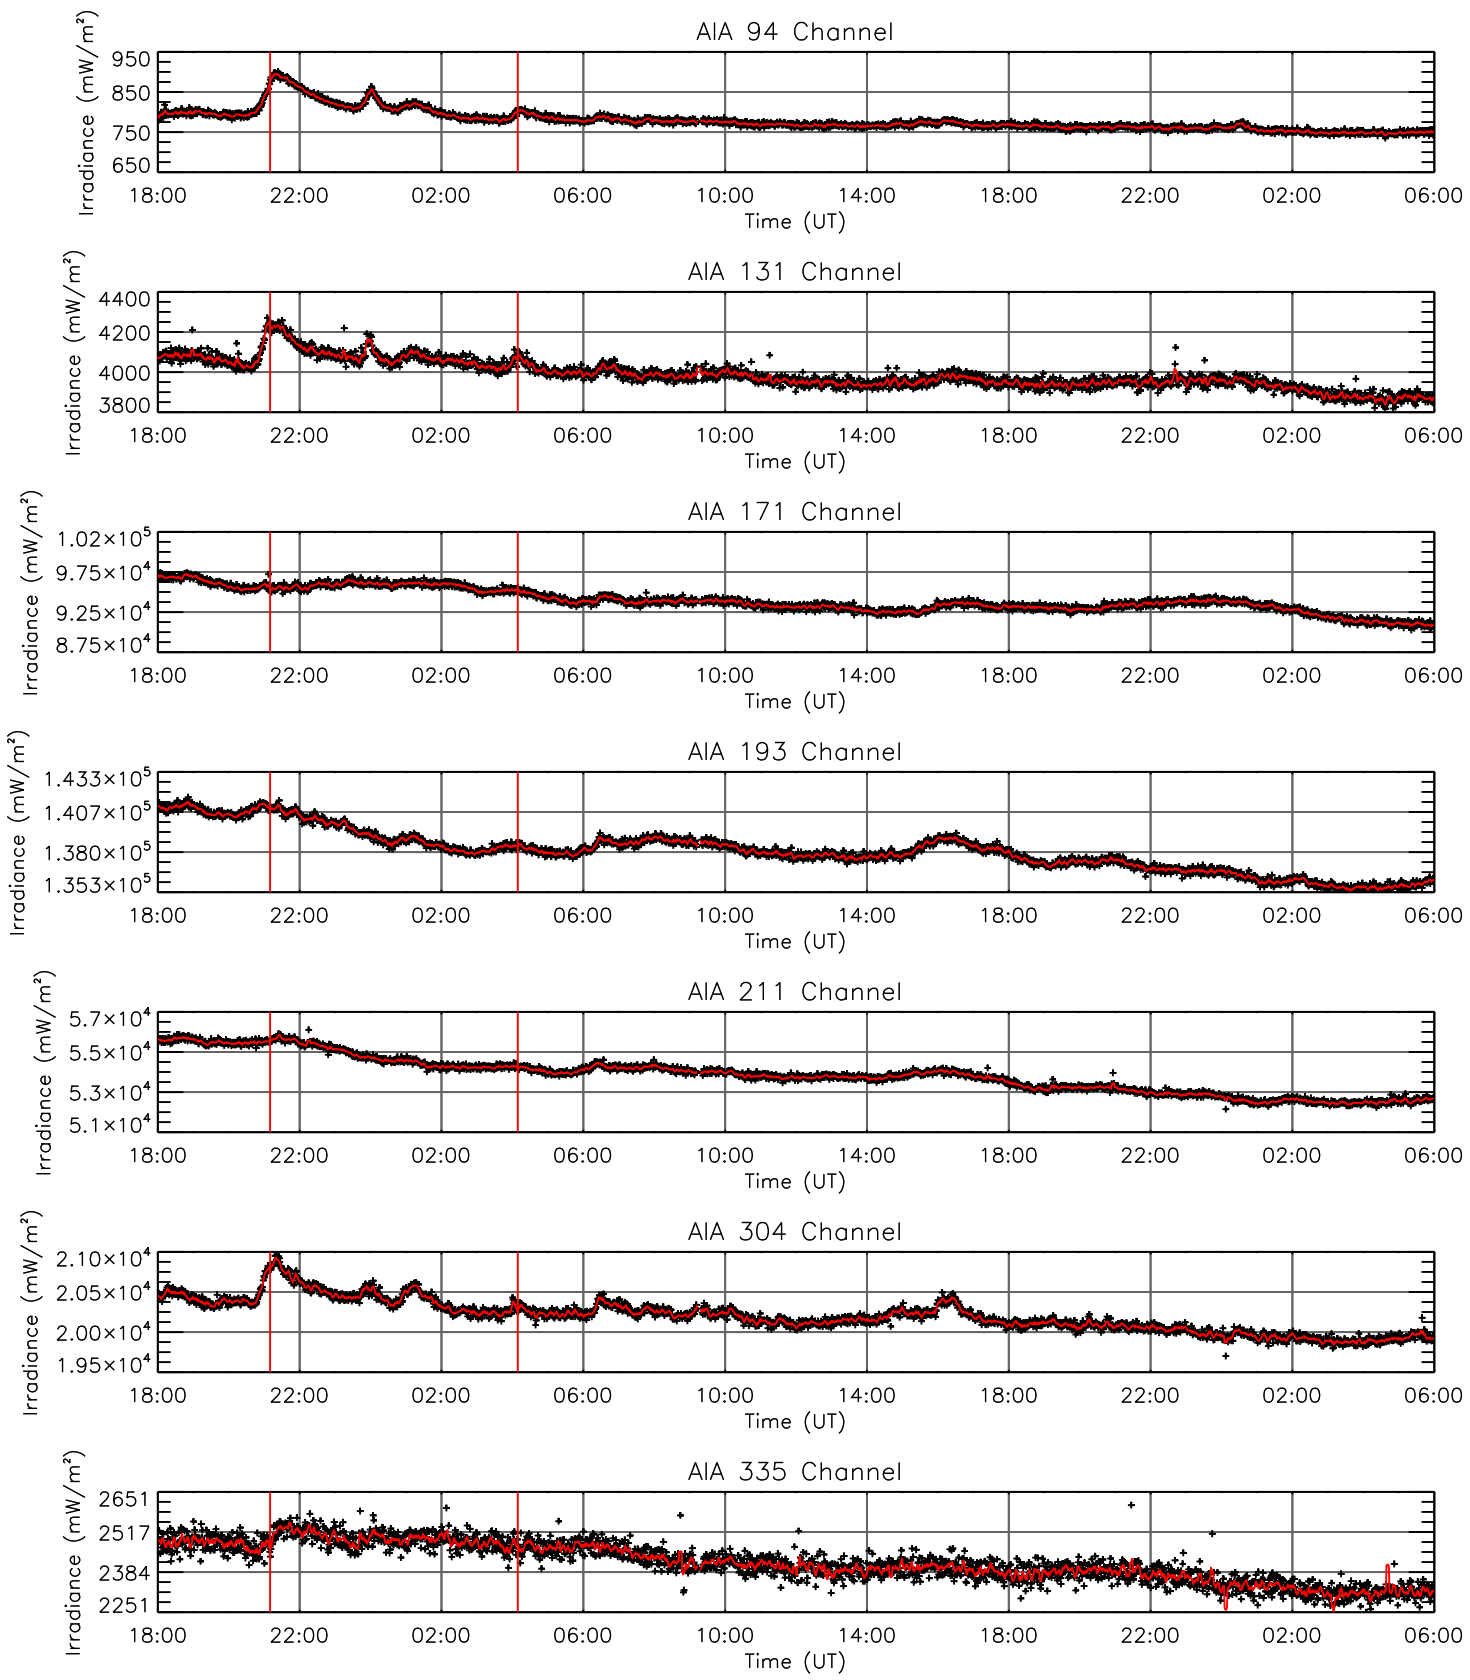 AIA 94 Channel
Irradiance (mW/m²)
950
850
750
650
18:00 22:00 02:00 06:00 10:00 14:00 18:00 22:00 02:00 06:00
Time (UT)
AIA 131 Channel
Irradiance (mW/m²)
4400
4200
4000
3800
18:00 22:00 02:00 06:00 10:00 14:00 18:00 22:00 02:00 06:00
Time (UT)
AIA 171 Channel
Irradiance (mW/m²)
1.02×10⁵
9.75×10⁴
9.25×10⁴
8.75×10⁴
18:00 22:00 02:00 06:00 10:00 14:00 18:00 22:00 02:00 06:00
Time (UT)
AIA 193 Channel
Irradiance (mW/m²)
1.433×10⁵
1.407×10⁵
1.380×10⁵
1.353×10⁵
18:00 22:00 02:00 06:00 10:00 14:00 18:00 22:00 02:00 06:00
Time (UT)
AIA 211 Channel
Irradiance (mW/m²)
5.7×10⁴
5.5×10⁴
5.3×10⁴
5.1×10⁴
18:00 22:00 02:00 06:00 10:00 14:00 18:00 22:00 02:00 06:00
Time (UT)
AIA 304 Channel
Irradiance (mW/m²)
2.10×10⁴
2.05×10⁴
2.00×10⁴
1.95×10⁴
18:00 22:00 02:00 06:00 10:00 14:00 18:00 22:00 02:00 06:00
Time (UT)
AIA 335 Channel
Irradiance (mW/m²)
2651
2517
2384
2251
18:00 22:00 02:00 06:00 10:00 14:00 18:00 22:00 02:00 06:00
Time (UT)